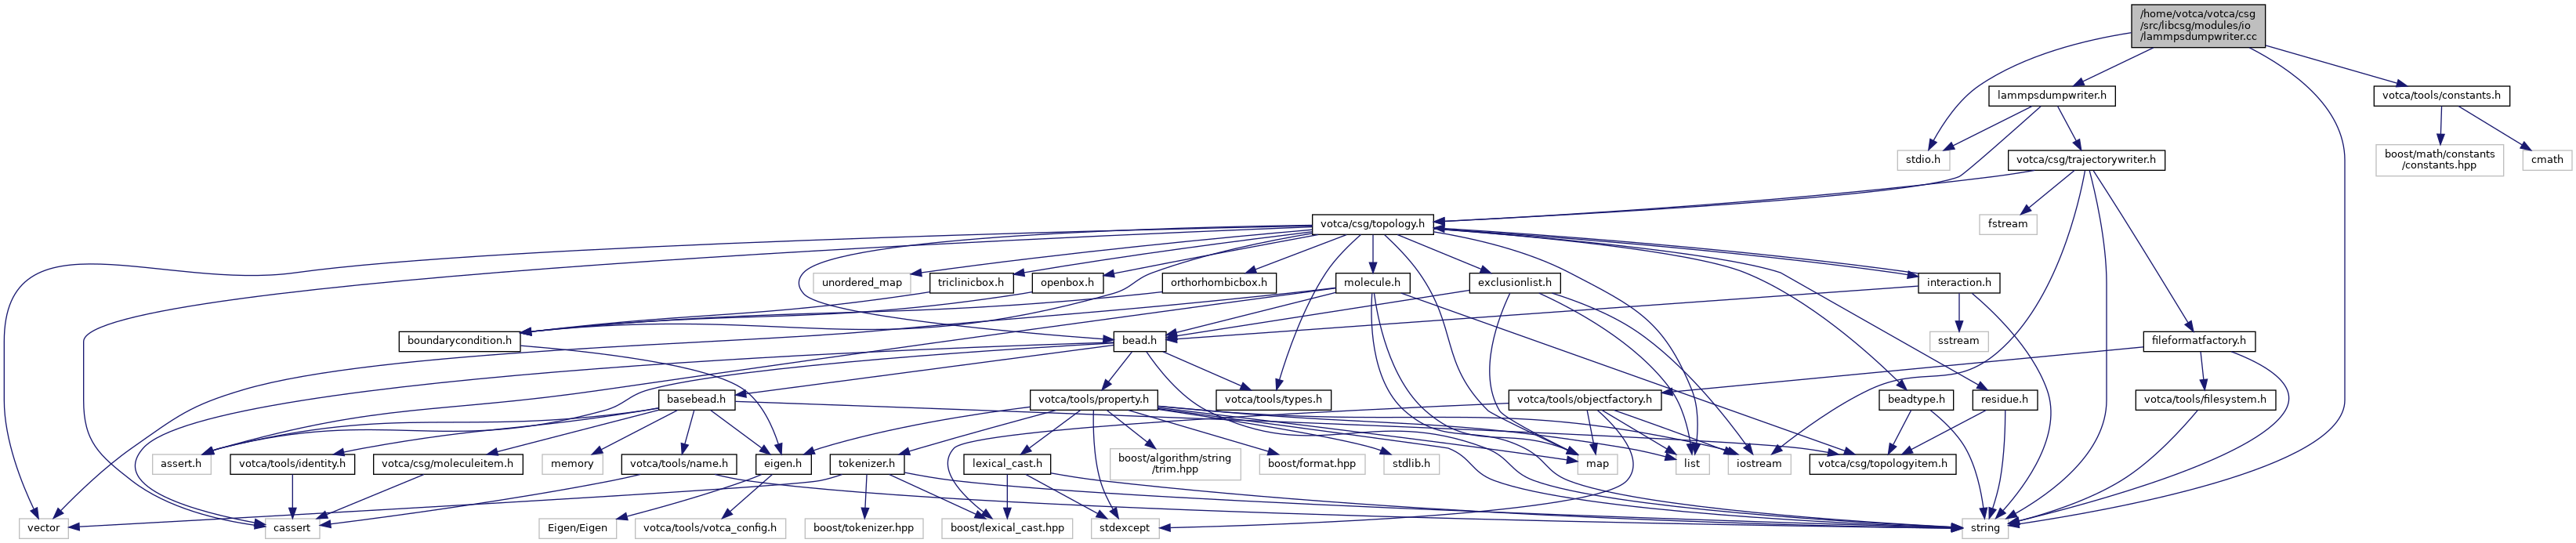 /home/votca/votca/csg
/src/libcsg/modules/io
/lammpsdumpwriter.cc
lammpsdumpwriter.h
votca/tools/constants.h
stdio.h
votca/csg/trajectorywriter.h
boost/math/constants
/constants.hpp
cmath
votca/csg/topology.h
fstream
unordered_map
triclinicbox.h
openbox.h
orthorhombicbox.h
molecule.h
exclusionlist.h
interaction.h
boundarycondition.h
bead.h
sstream
fileformatfactory.h
basebead.h
votca/tools/property.h
votca/tools/types.h
votca/tools/objectfactory.h
beadtype.h
residue.h
votca/tools/filesystem.h
assert.h
votca/tools/identity.h
votca/csg/moleculeitem.h
memory
votca/tools/name.h
eigen.h
tokenizer.h
lexical_cast.h
boost/algorithm/string
/trim.hpp
boost/format.hpp
stdlib.h
map
list
iostream
votca/csg/topologyitem.h
vector
cassert
Eigen/Eigen
votca/tools/votca_config.h
boost/tokenizer.hpp
boost/lexical_cast.hpp
stdexcept
string